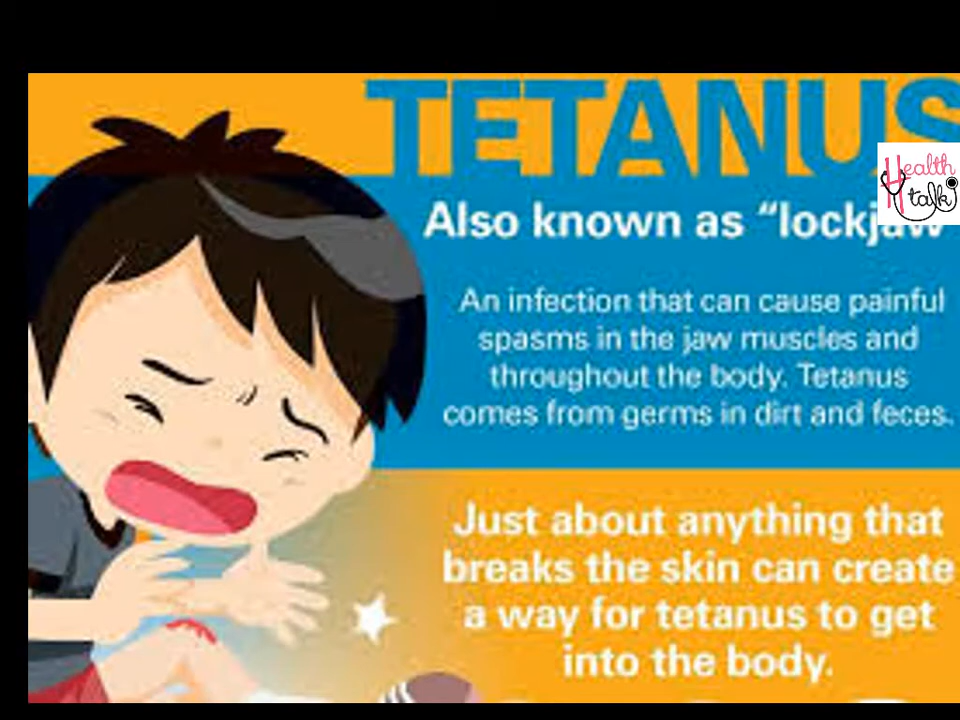 TETANUS
Health
talk
Also known as “lockjaw”
An infection that can cause painful
spasms in the jaw muscles and
throughout the body. Tetanus
comes from germs in dirt and feces.
Just about anything that
breaks the skin can create
a way for tetanus to get
into the body.